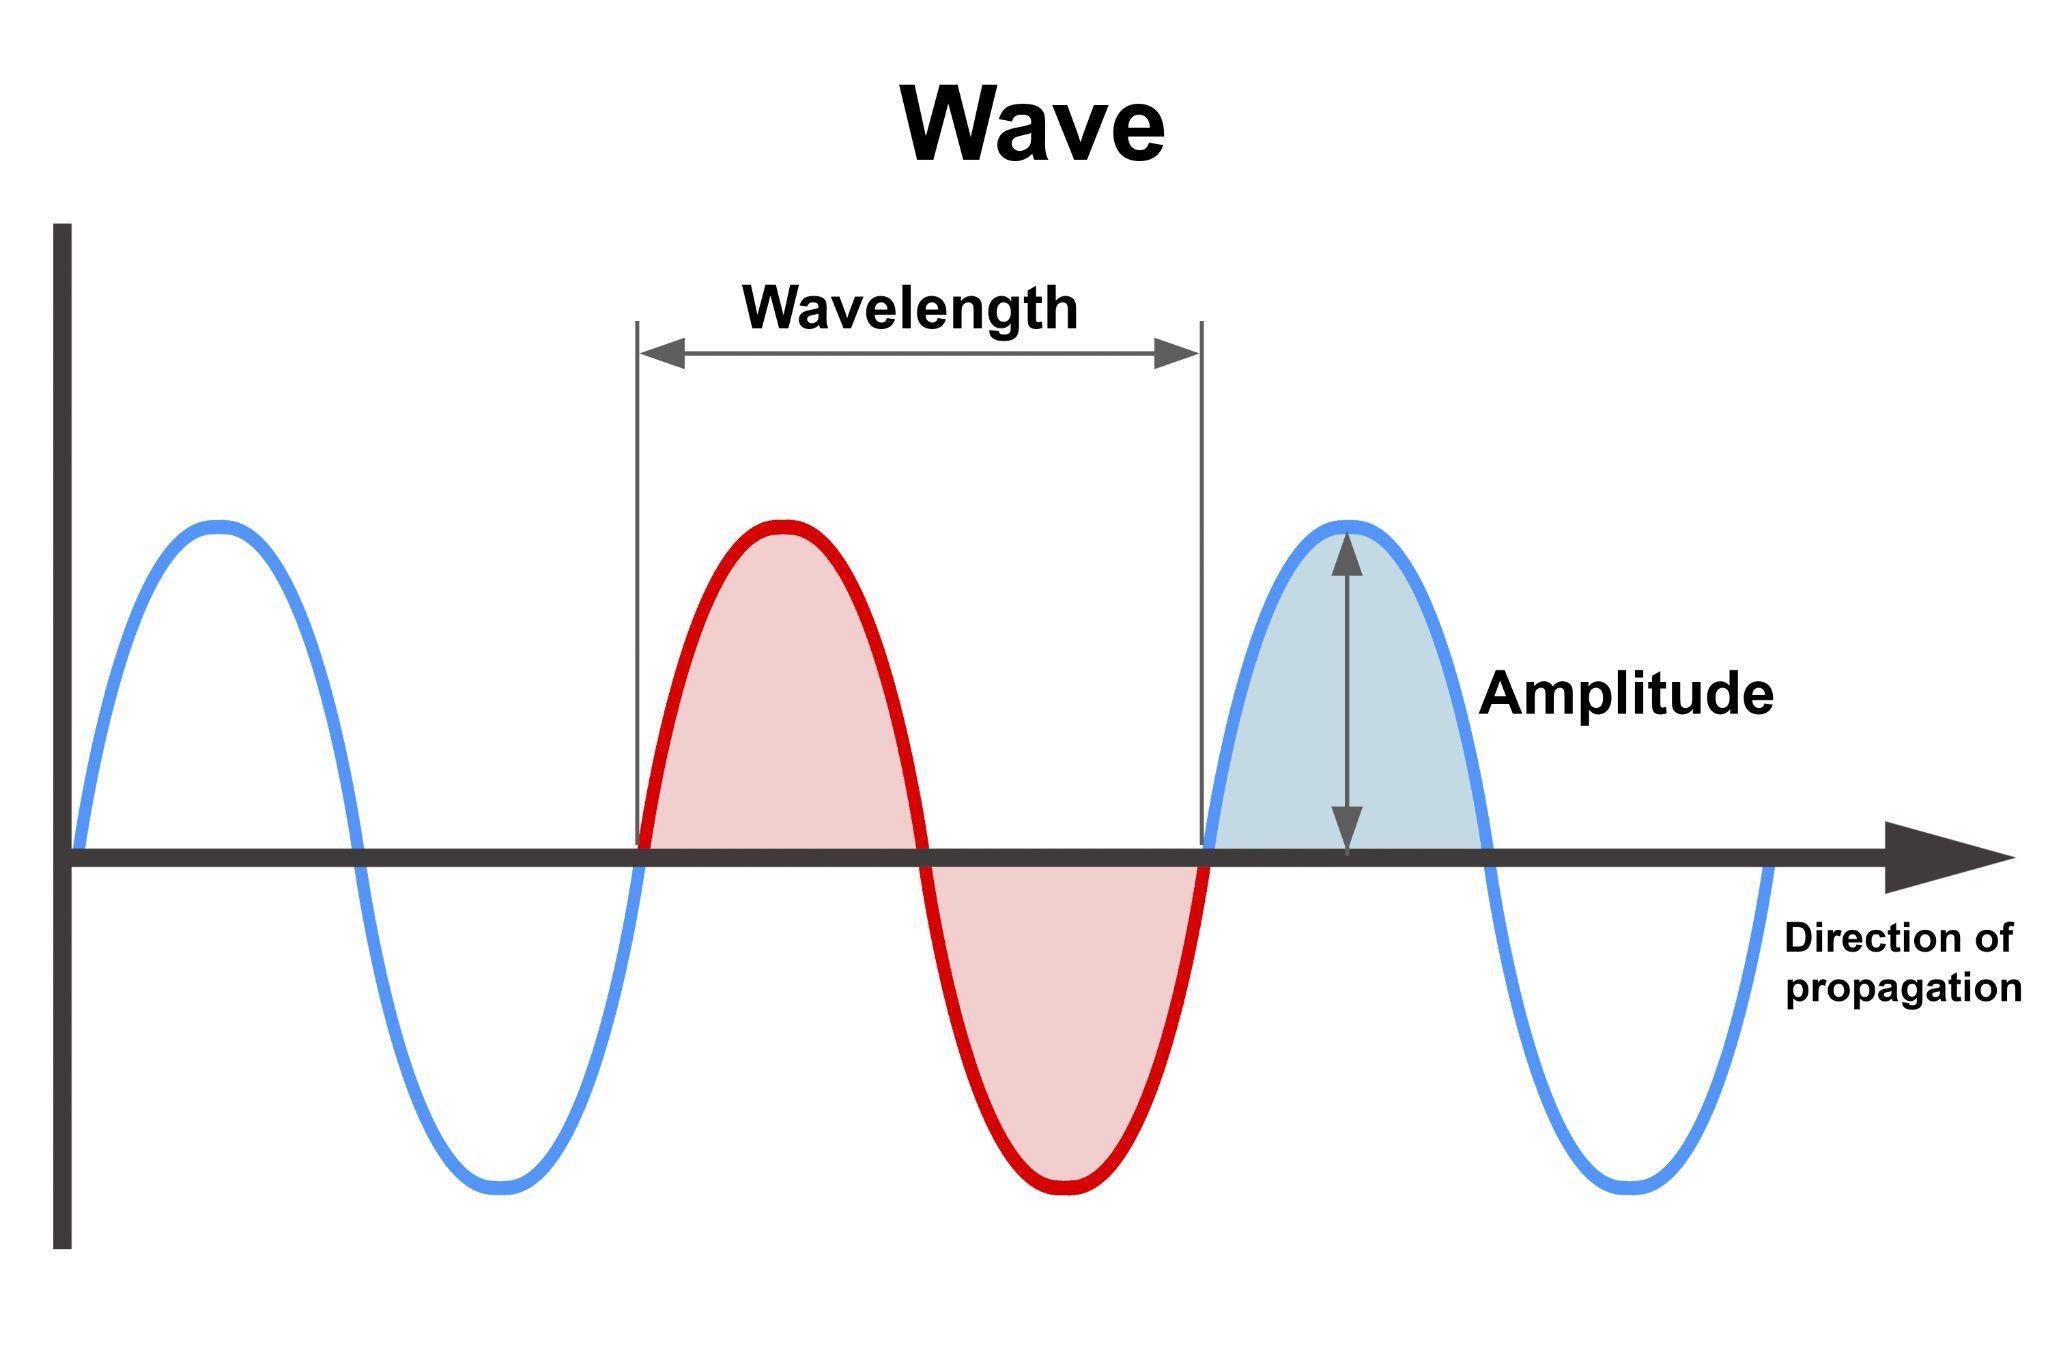 Wave
Wavelength
Amplitude
Direction of
propagation